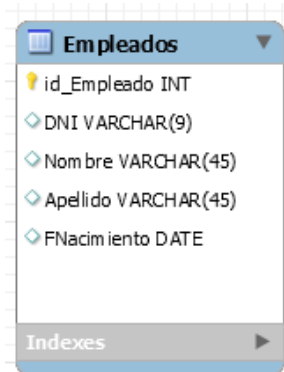 Empleados
id_Empleado INT
DNI VARCHAR(9)
Nombre VARCHAR(45)
Apellido VARCHAR(45)
FNacimiento DATE
Indexes